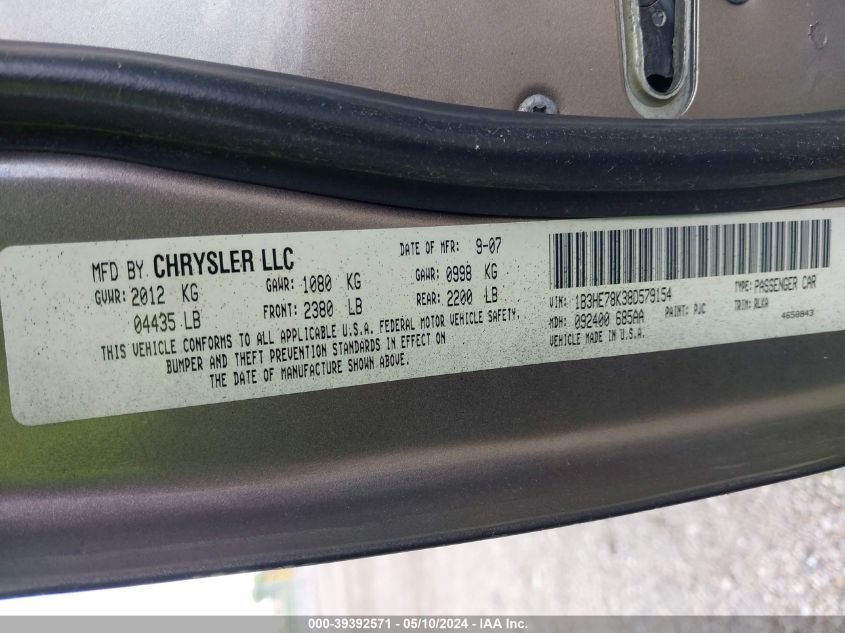 MFD BY CHRYSLER LLC DATE OF MFR: 9-07
GVWR: 2012 KG GAWR: 1080 KG GAWR: 0998 KG
04435 LB FRONT: 2380 LB REAR: 2200 LB
THIS VEHICLE CONFORMS TO ALL APPLICABLE U.S.A. FEDERAL MOTOR VEHICLE SAFETY,
BUMPER AND THEFT PREVENTION STANDARDS IN EFFECT ON
THE DATE OF MANUFACTURE SHOWN ABOVE.
VIN: 1B3HE78K38D579154 TYPE: PASSENGER CAR
MDH: 092400 685AA PAINT: PJC TRIM: RLKA
VEHICLE MADE IN U.S.A. 4658843
000-39392571 - 05/10/2024 - IAA Inc.